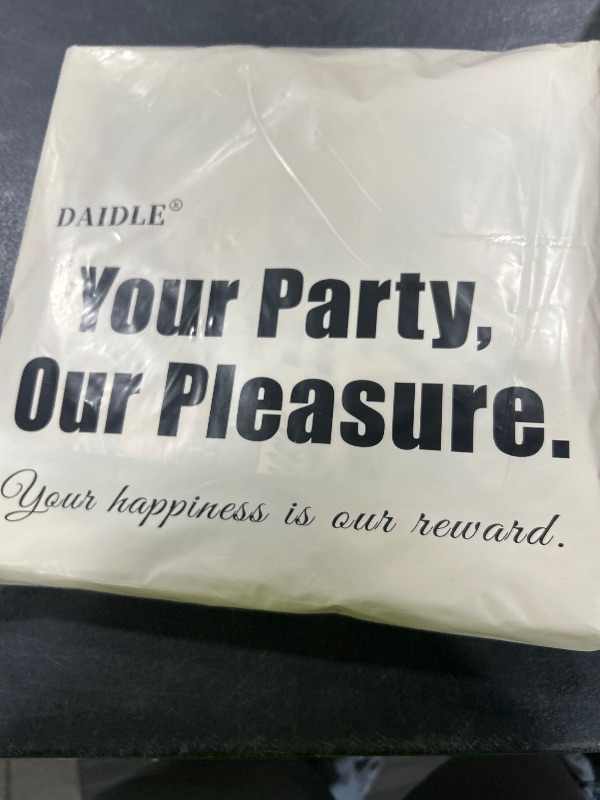 DAIDLE®
Your Party,
Our Pleasure.
Your happiness is our reward.